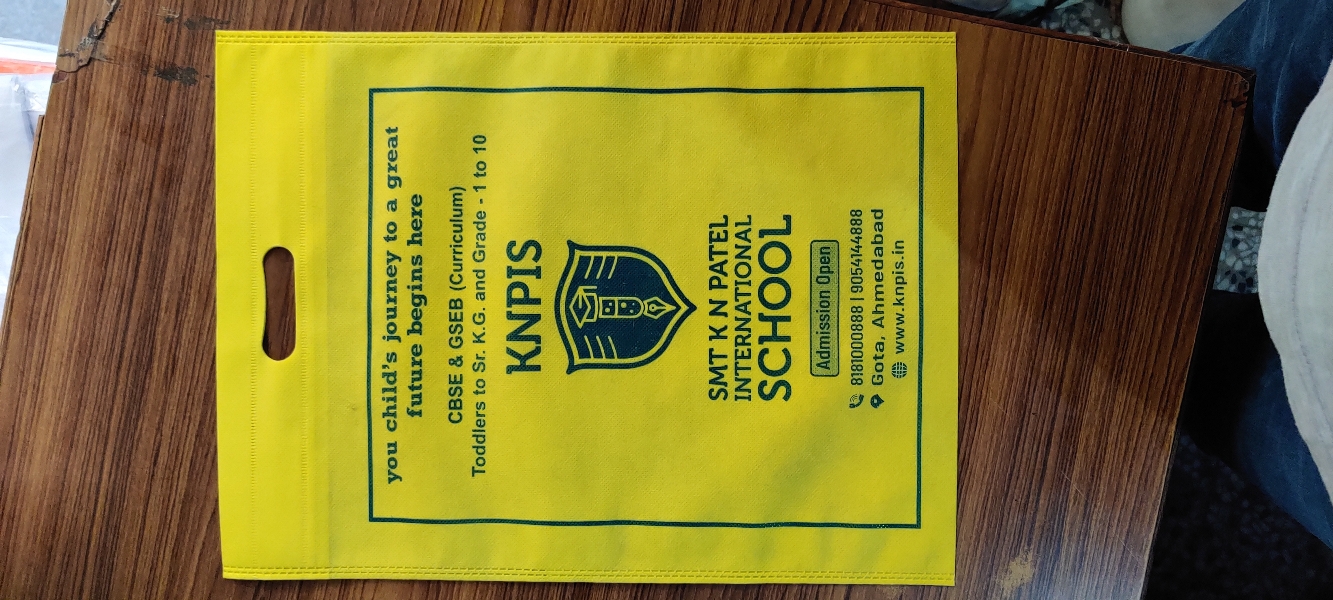 you child's journey to a great
future begins here
CBSE & GSEB (Curriculum)
Toddlers to Sr. K.G. and Grade - 1 to 10
KNPIS
SMT K N PATEL
INTERNATIONAL
SCHOOL
Admission Open
8181000888 | 9054144888
Gota, Ahmedabad
www.knpis.in